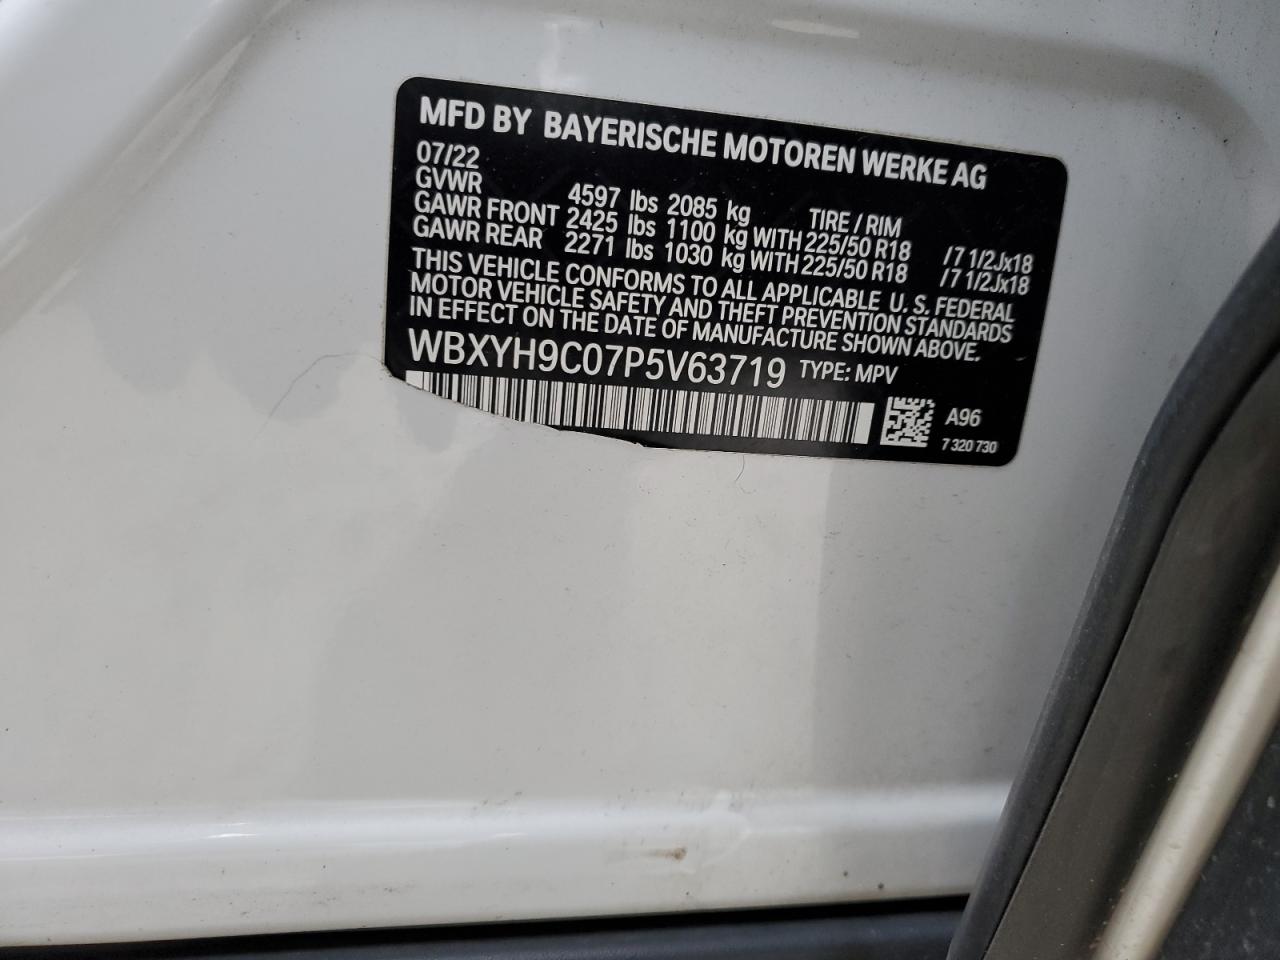 MFD BY BAYERISCHE MOTOREN WERKE AG
07/22
GVWR 4597 lbs 2085 kg TIRE / RIM
GAWR FRONT 2425 lbs 1100 kg WITH 225/50 R18 /7 1/2Jx18
GAWR REAR 2271 lbs 1030 kg WITH 225/50 R18 /7 1/2Jx18
THIS VEHICLE CONFORMS TO ALL APPLICABLE U. S. FEDERAL
MOTOR VEHICLE SAFETY AND THEFT PREVENTION STANDARDS
IN EFFECT ON THE DATE OF MANUFACTURE SHOWN ABOVE.
WBXYH9C07P5V63719 TYPE: MPV
A96
7 320 730